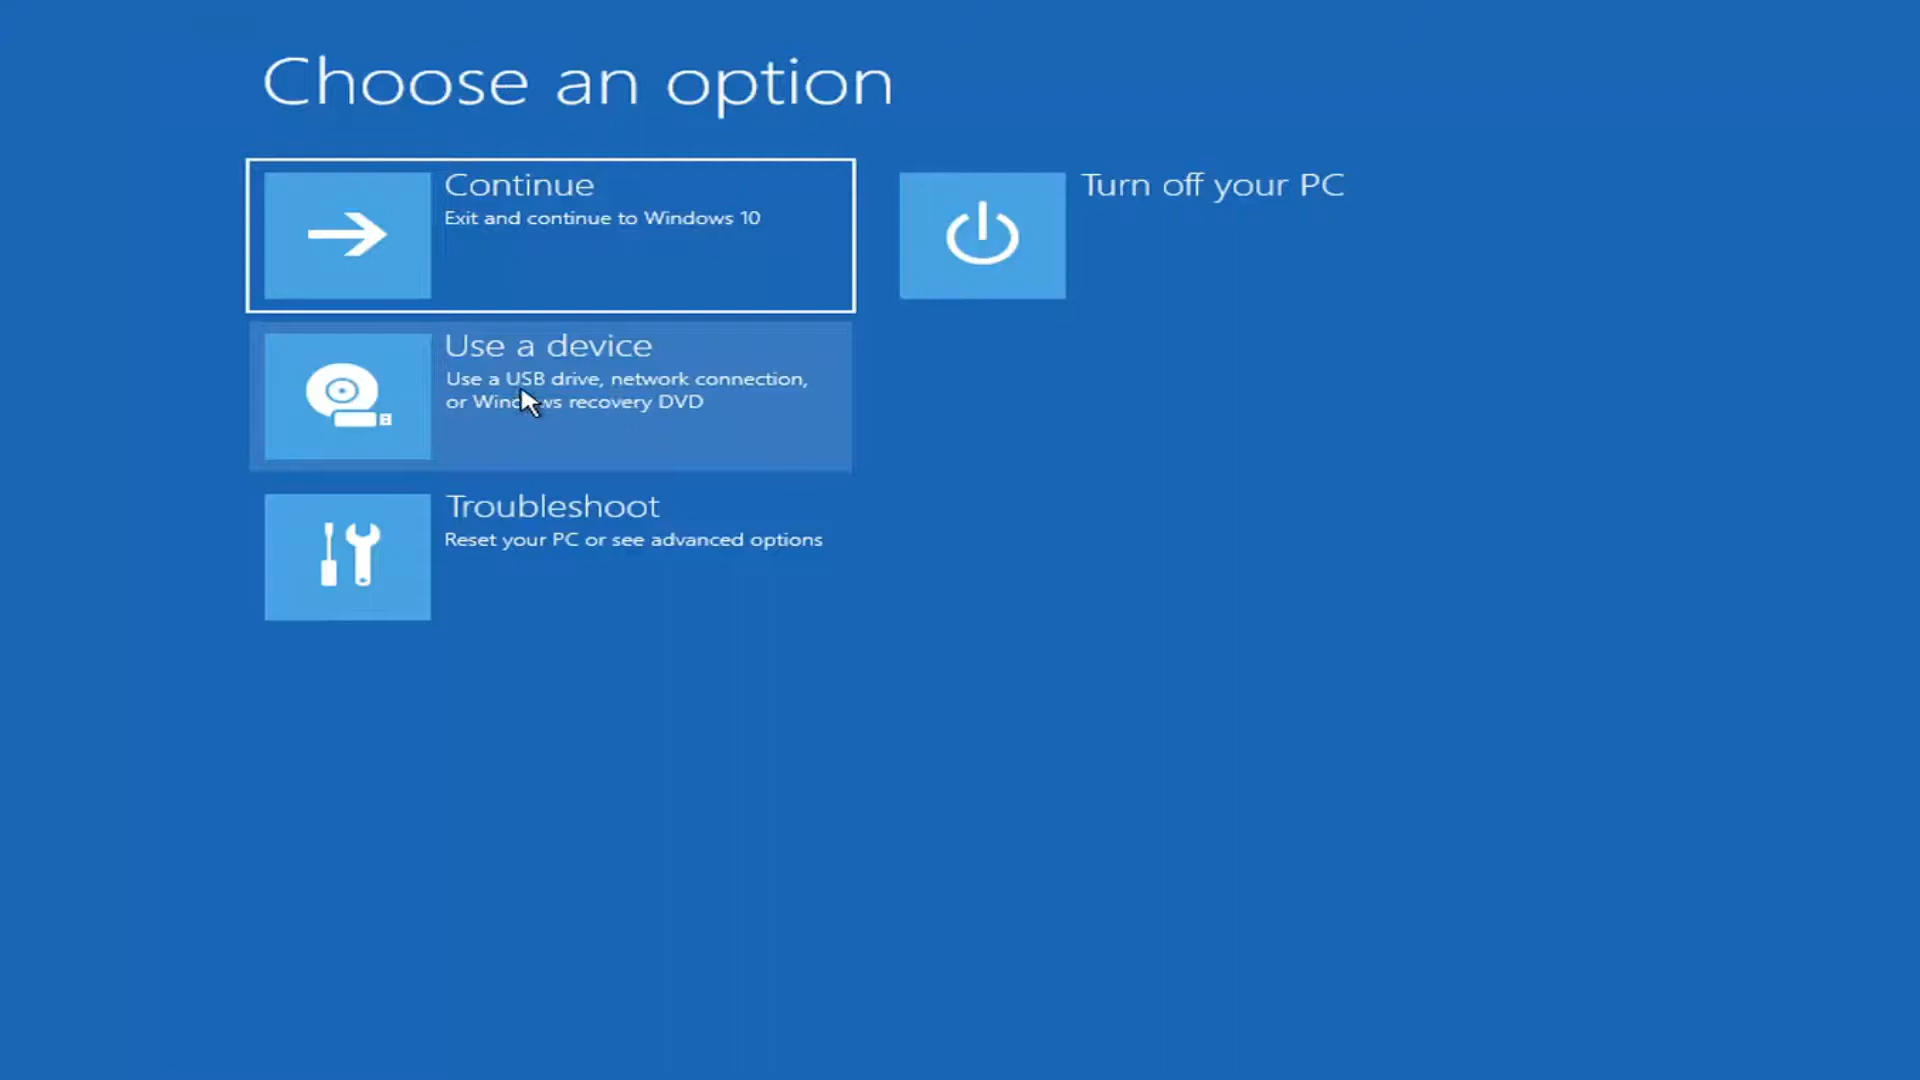 Choose an option
Continue
Exit and continue to Windows 10
Turn off your PC
Use a device
Use a USB drive, network connection,
or Windows recovery DVD
Troubleshoot
Reset your PC or see advanced options